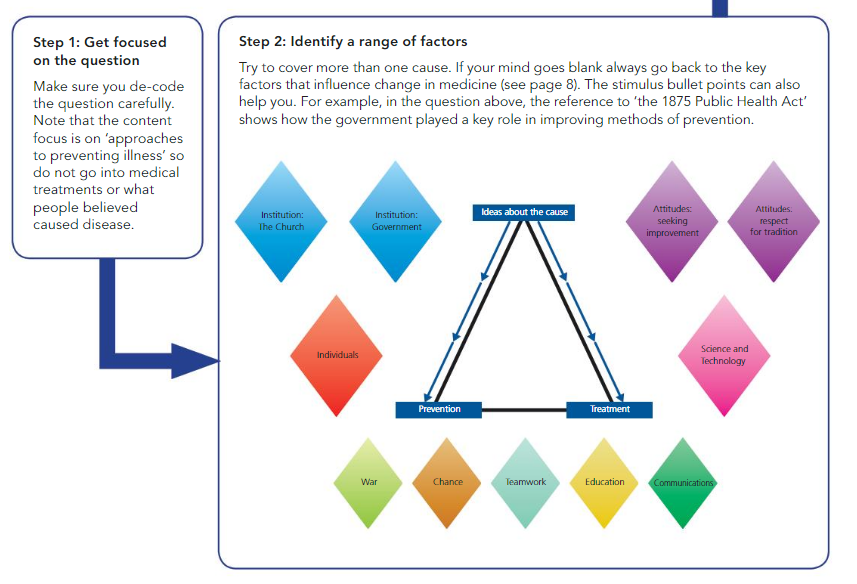 Step 1: Get focused
on the question
Make sure you de-code
the question carefully.
Note that the content
focus is on ‘approaches
to preventing illness’ so
do not go into medical
treatments or what
people believed
caused disease.
Step 2: Identify a range of factors
Try to cover more than one cause. If your mind goes blank always go back to the key
factors that influence change in medicine (see page 8). The stimulus bullet points can also
help you. For example, in the question above, the reference to ‘the 1875 Public Health Act’
shows how the government played a key role in improving methods of prevention.
Institution:
The Church
Institution:
Government
Ideas about the cause
Attitudes:
seeking
improvement
Attitudes:
respect
for tradition
Individuals
Science and
Technology
Prevention
Treatment
War
Chance
Teamwork
Education
Communications